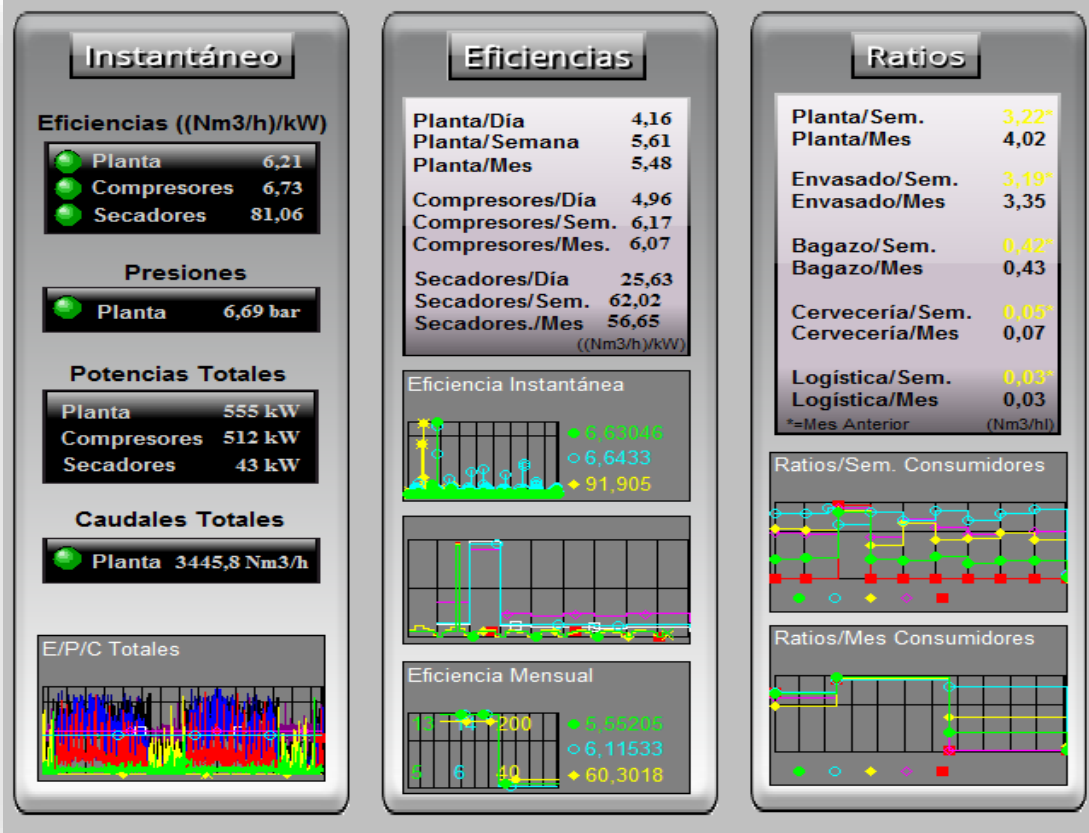 Instantáneo
Eficiencias ((Nm3/h)/kW)
Planta 6,21
Compresores 6,73
Secadores 81,06
Presiones
Planta 6,69 bar
Potencias Totales
Planta 555 kW
Compresores 512 kW
Secadores 43 kW
Caudales Totales
Planta 3445,8 Nm3/h
E/P/C Totales
Eficiencias
Planta/Día 4,16
Planta/Semana 5,61
Planta/Mes 5,48
Compresores/Día 4,96
Compresores/Sem. 6,17
Compresores/Mes. 6,07
Secadores/Día 25,63
Secadores/Sem. 62,02
Secadores./Mes 56,65
((Nm3/h)/kW)
Eficiencia Instantánea
6,63046
6,6433
91,905
Eficiencia Mensual
13 14 200
5,55205
6,11533
5 6 40 60,3018
Ratios
Planta/Sem. 3,22*
Planta/Mes 4,02
Envasado/Sem. 3,19*
Envasado/Mes 3,35
Bagazo/Sem. 0,42*
Bagazo/Mes 0,43
Cervecería/Sem. 0,05*
Cervecería/Mes 0,07
Logística/Sem. 0,03*
Logística/Mes 0,03
*=Mes Anterior (Nm3/hl)
Ratios/Sem. Consumidores
Ratios/Mes Consumidores